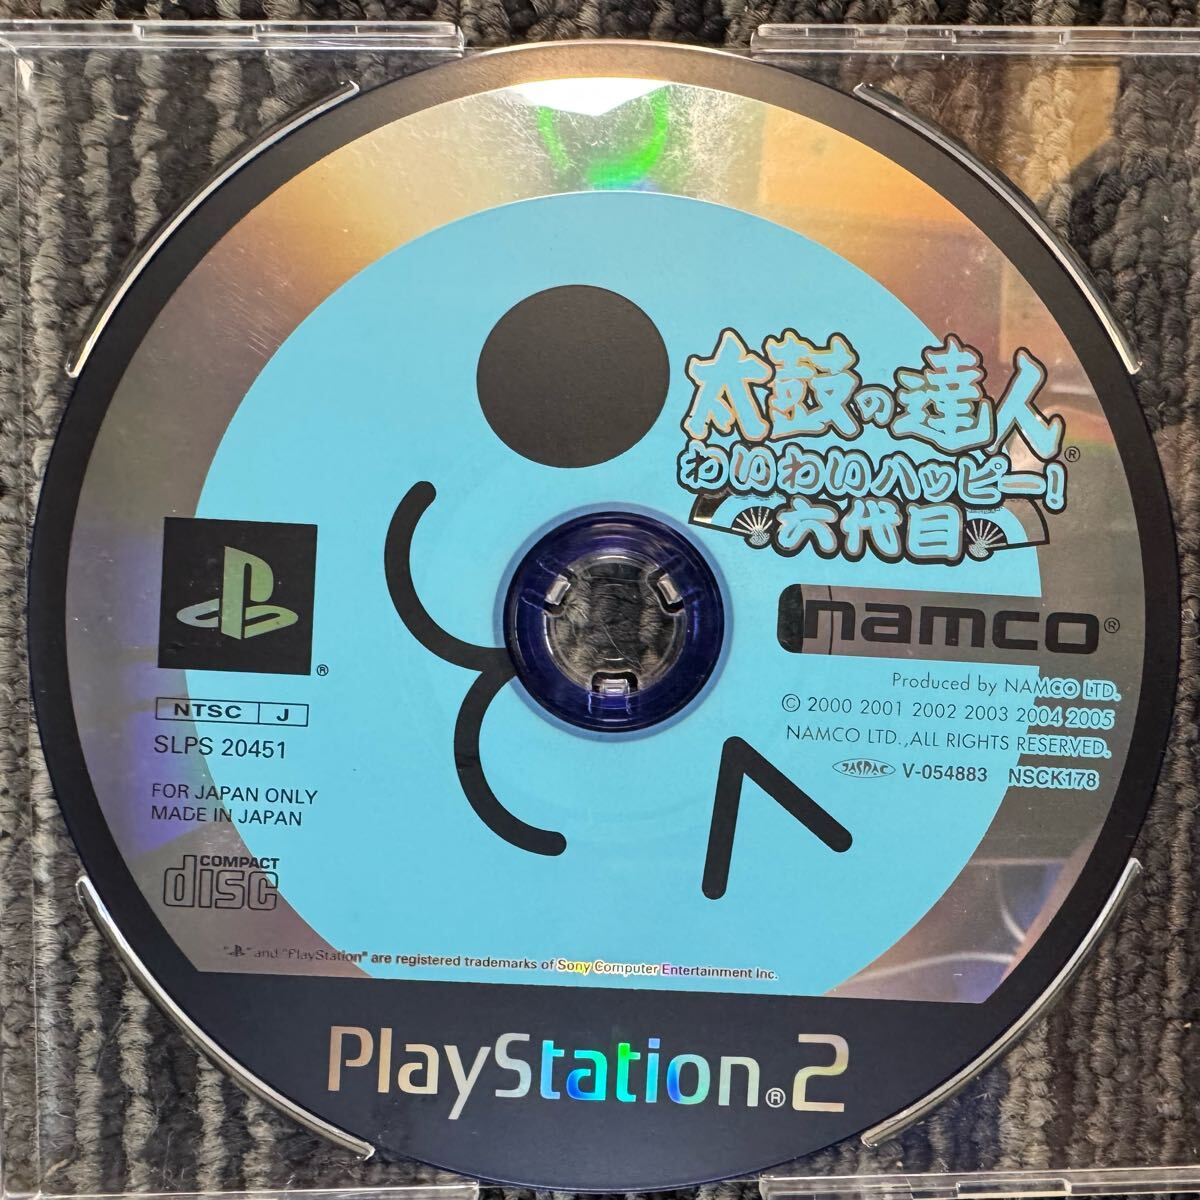 太鼓の達人®
わいわいハッピー!
六代目
namco®
Produced by NAMCO LTD.
© 2000 2001 2002 2003 2004 2005
NAMCO LTD.,ALL RIGHTS RESERVED.
JASRAC V-054883 NSCK178
®
NTSC J
SLPS 20451
FOR JAPAN ONLY
MADE IN JAPAN
COMPACT
disc
" " and "PlayStation" are registered trademarks of Sony Computer Entertainment Inc.
PlayStation®2